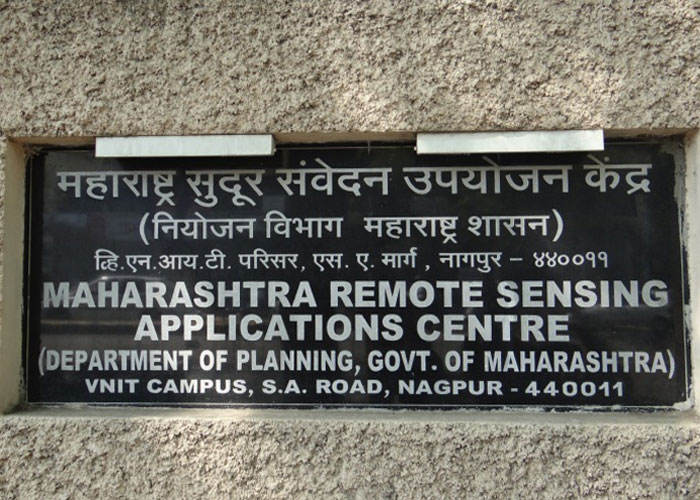 महाराष्ट्र सुदूर संवेदन उपयोजन केंद्र
(नियोजन विभाग महाराष्ट्र शासन)
व्हि.एन.आय.टी. परिसर, एस. ए. मार्ग , नागपुर – ४४००११
MAHARASHTRA REMOTE SENSING
APPLICATIONS CENTRE
(DEPARTMENT OF PLANNING, GOVT. OF MAHARASHTRA)
VNIT CAMPUS, S.A. ROAD, NAGPUR - 440011